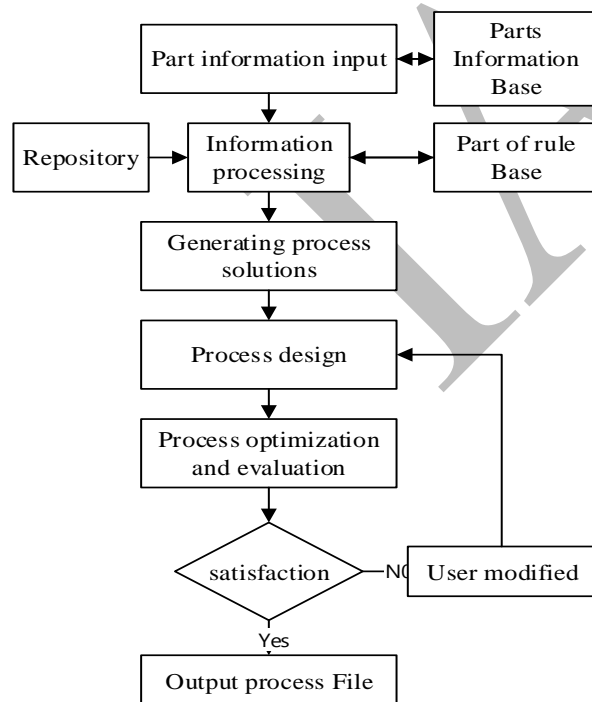 Part information input
Parts
Information
Base
Repository
Information
processing
Part of rule
Base
Generating process
solutions
Process design
Process optimization
and evaluation
satisfaction
NO
User modified
Yes
Output process File